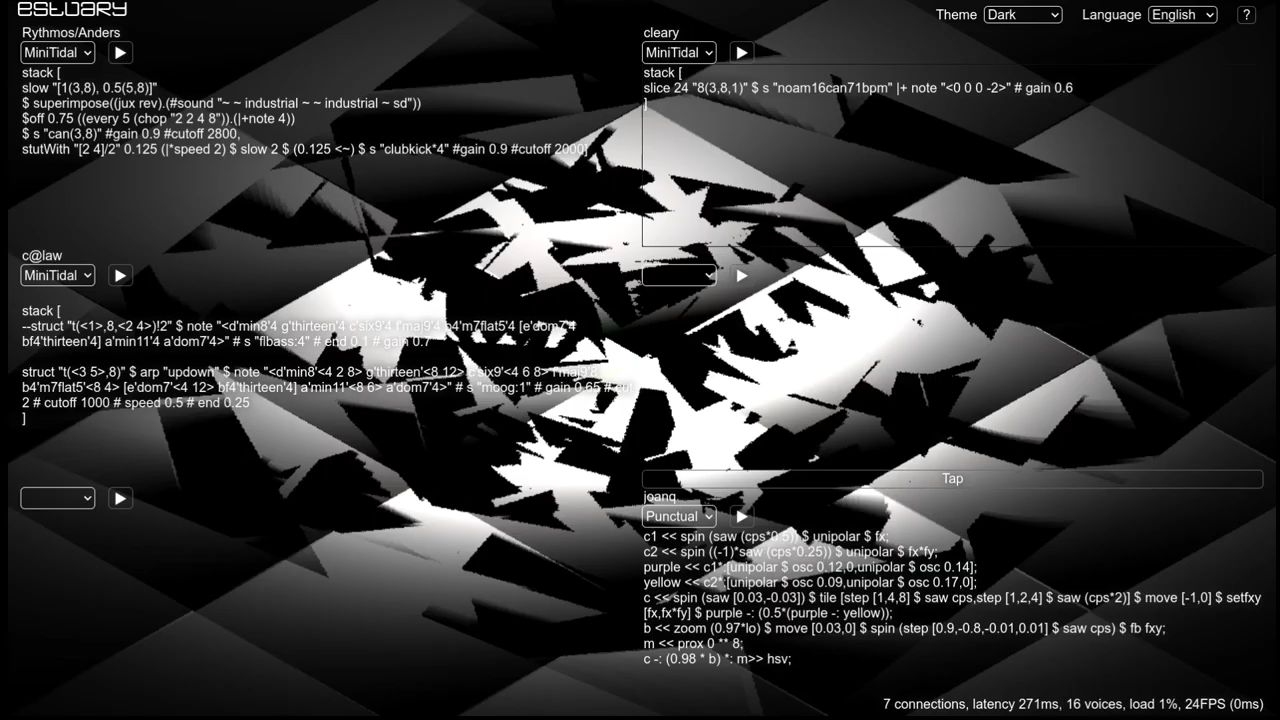 estuary
Theme Dark Language English ?
Rythmos/Anders
MiniTidal
stack [
slow "[1(3,8), 0.5(5,8)]"
$ superimpose((jux rev).(#sound "~ ~ industrial ~ ~ industrial ~ sd"))
$off 0.75 ((every 5 (chop "2 2 4 8")).(|+note 4))
$ s "can(3,8)" #gain 0.9 #cutoff 2800,
stutWith "[2 4]/2" 0.125 (|*speed 2) $ slow 2 $ (0.125 <~) $ s "clubkick*4" #gain 0.9 #cutoff 2000]
cleary
MiniTidal
stack [
slice 24 "8(3,8,1)" $ s "noam16can71bpm" |+ note "<0 0 0 -2>" # gain 0.6
]
c@law
MiniTidal
stack [
--struct "t(<1>,8,<2 4>)!2" $ note "<d'min8'4 g'thirteen'4 c'six9'4 f'maj9'4 b4'm7flat5'4 [e'dom7'4
bf4'thirteen'4] a'min11'4 a'dom7'4>" # s "flbass:4" # end 0.1 # gain 0.7
struct "t(<3 5>,8)" $ arp "updown" $ note "<d'min8'<4 2 8> g'thirteen'<8 12> c'six9'<4 6 8> f'maj9'8
b4'm7flat5'<8 4> [e'dom7'<4 12> bf4'thirteen'4] a'min11'<8 6> a'dom7'4>" # s "moog:1" # gain 0.65 #
2 # cutoff 1000 # speed 0.5 # end 0.25
]
Tap
joanq
Punctual
c1 << spin (saw (cps*0.5)) $ unipolar $ fx;
c2 << spin ((-1)*saw (cps*0.25)) $ unipolar $ fx*fy;
purple << c1*:[unipolar $ osc 0.12,0,unipolar $ osc 0.14];
yellow << c2*:[unipolar $ osc 0.09,unipolar $ osc 0.17,0];
c << spin (saw [0.03,-0.03]) $ tile [step [1,4,8] $ saw cps,step [1,2,4] $ saw (cps*2)] $ move [-1,0] $ setfxy
[fx,fx*fy] $ purple -: (0.5*(purple -: yellow));
b << zoom (0.97*lo) $ move [0.03,0] $ spin (step [0.9,-0.8,-0.01,0.01] $ saw cps) $ fb fxy;
m << prox 0 ** 8;
c -: (0.98 * b) *: m>> hsv;
7 connections, latency 271ms, 16 voices, load 1%, 24FPS (0ms)